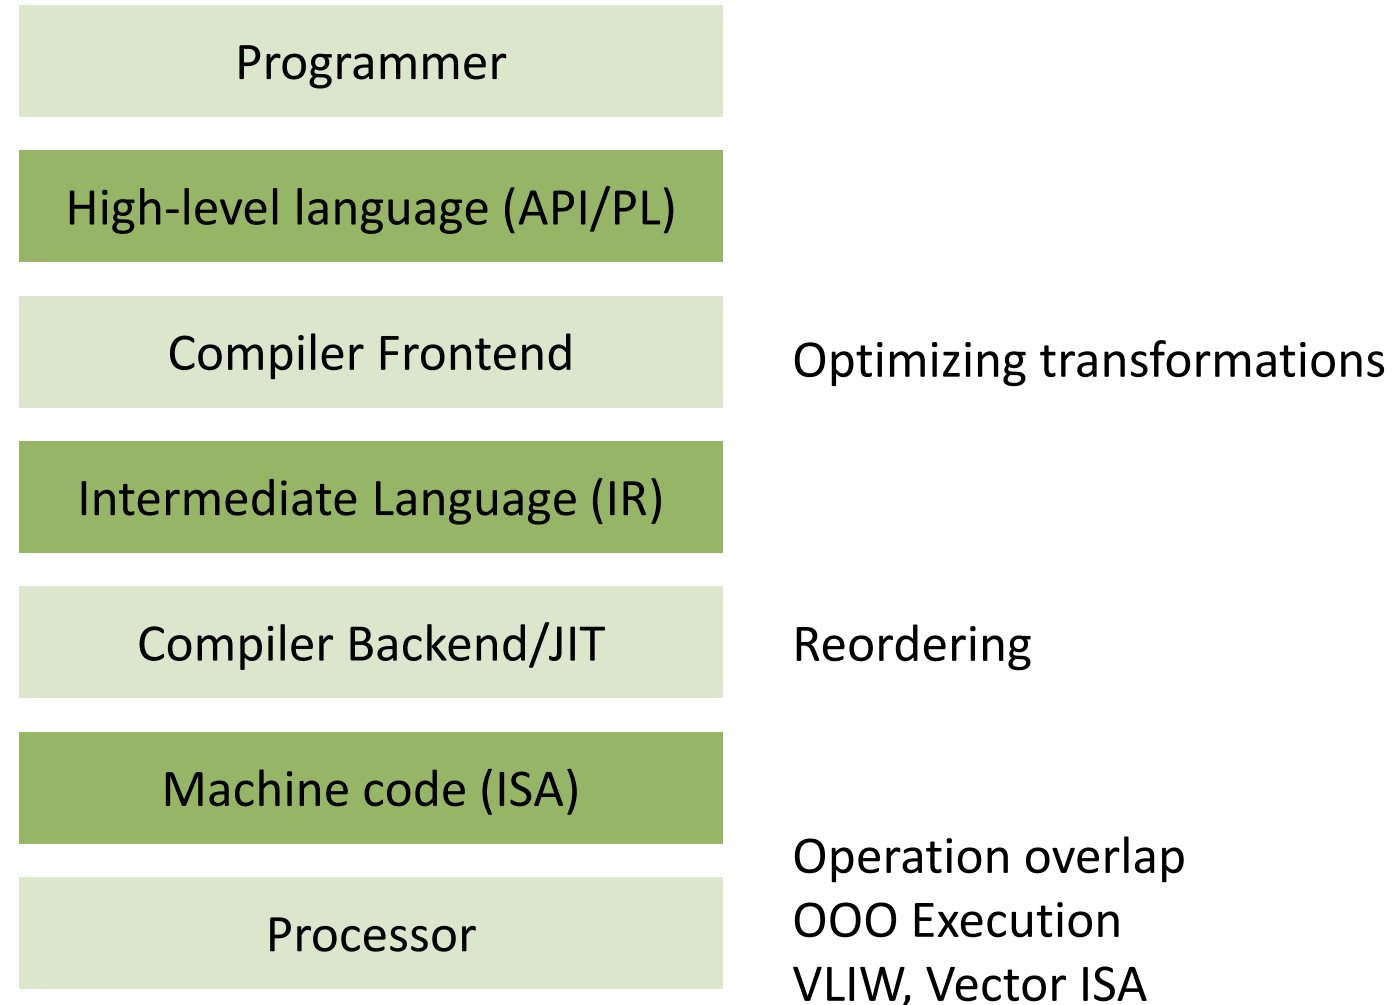 Programmer
High-level language (API/PL)
Compiler Frontend
Optimizing transformations
Intermediate Language (IR)
Compiler Backend/JIT
Reordering
Machine code (ISA)
Processor
Operation overlap
OOO Execution
VLIW, Vector ISA